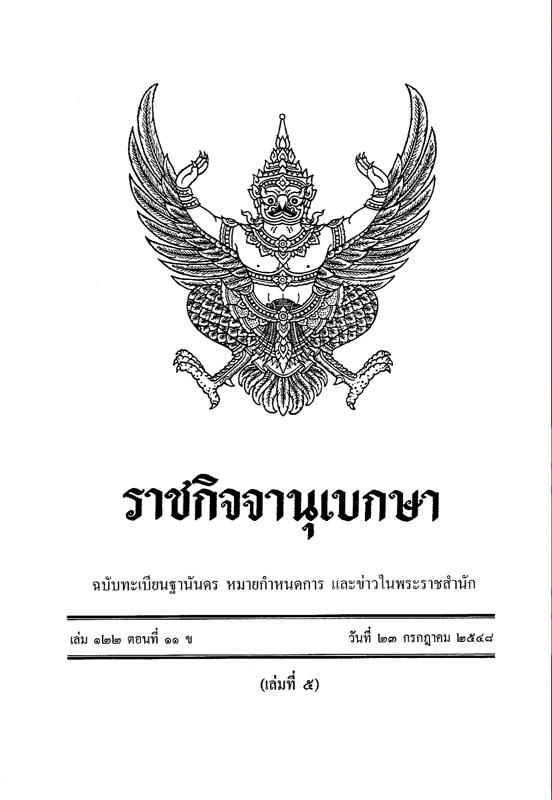 ราชกิจจานุเบกษา
ฉบับทะเบียนฐานันดร หมายกำหนดการ และข่าวในพระราชสำนัก
เล่ม ๑๒๒ ตอนที่ ๑๑ ข วันที่ ๒๓ กรกฎาคม ๒๕๔๘
(เล่มที่ ๕)